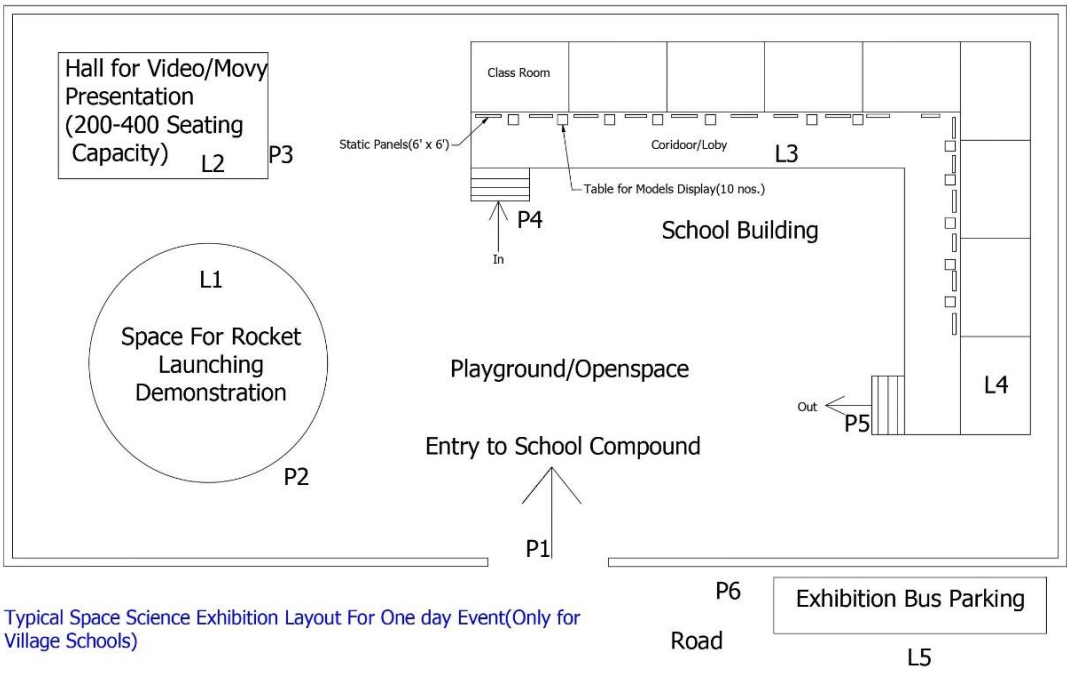 Hall for Video/Movy
Presentation
(200-400 Seating
Capacity)
L2
P3
Class Room
Static Panels(6' x 6')
Coridoor/Loby
L3
Table for Models Display(10 nos.)
P4
In
School Building
L1
Space For Rocket
Launching
Demonstration
P2
Playground/Openspace
Out
P5
L4
Entry to School Compound
P1
P6
Exhibition Bus Parking
Road
L5
Typical Space Science Exhibition Layout For One day Event(Only for
Village Schools)